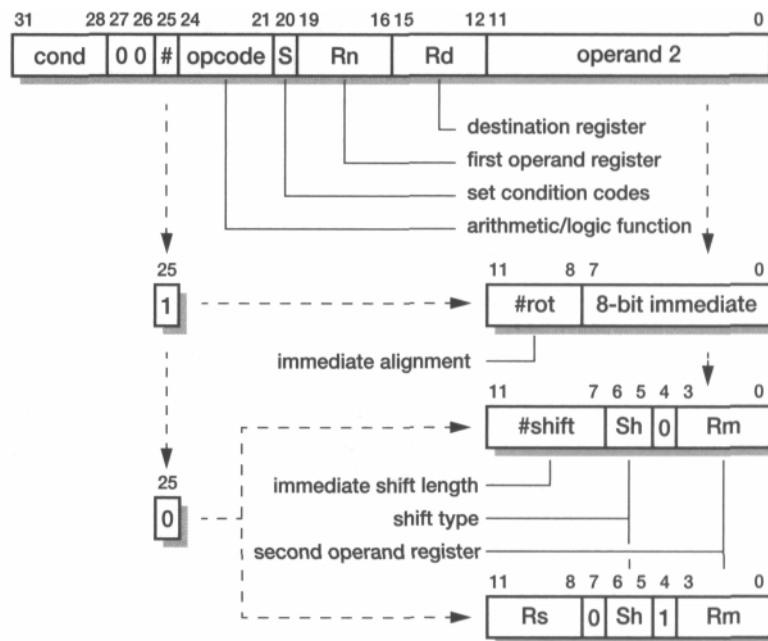 31 28 27 26 25 24 21 20 19 16 15 12 11 0
cond 0 0 # opcode S Rn Rd operand 2
destination register
first operand register
set condition codes
arithmetic/logic function
25 11 8 7 0
1 #rot 8-bit immediate
immediate alignment
11 7 6 5 4 3 0
#shift Sh 0 Rm
25 immediate shift length
0 shift type
second operand register
11 8 7 6 5 4 3 0
Rs 0 Sh 1 Rm